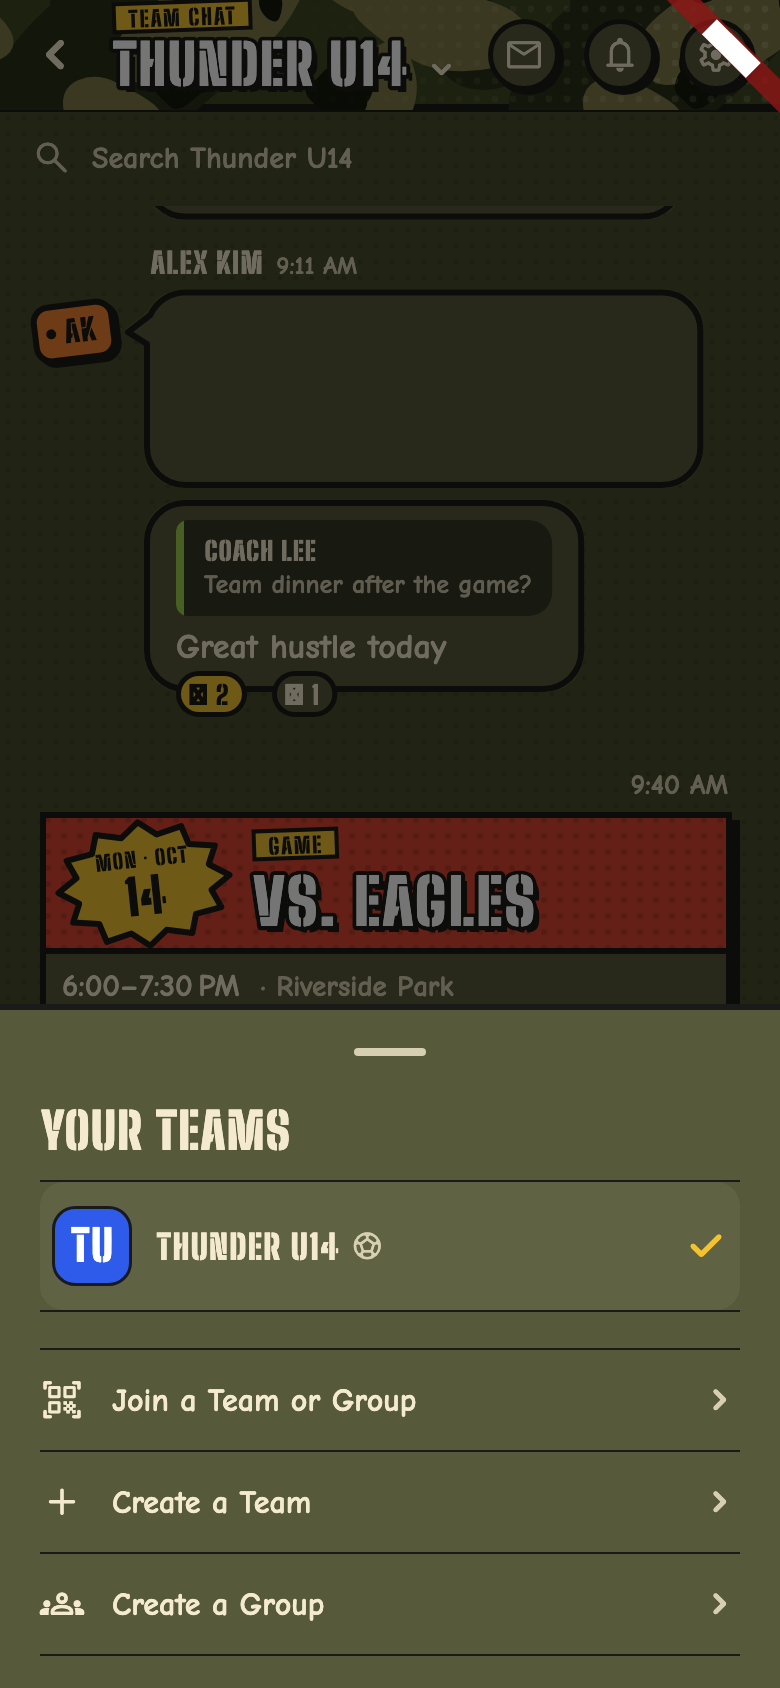 TEAM CHAT
THUNDER U14
Search Thunder U14
ALEX KIM 9:11 AM
• AK
COACH LEE
Team dinner after the game?
Great hustle today
2
1
9:40 AM
MON · OCT
14
GAME
VS. EAGLES
6:00–7:30 PM · Riverside Park
YOUR TEAMS
TU
THUNDER U14
Join a Team or Group
Create a Team
Create a Group